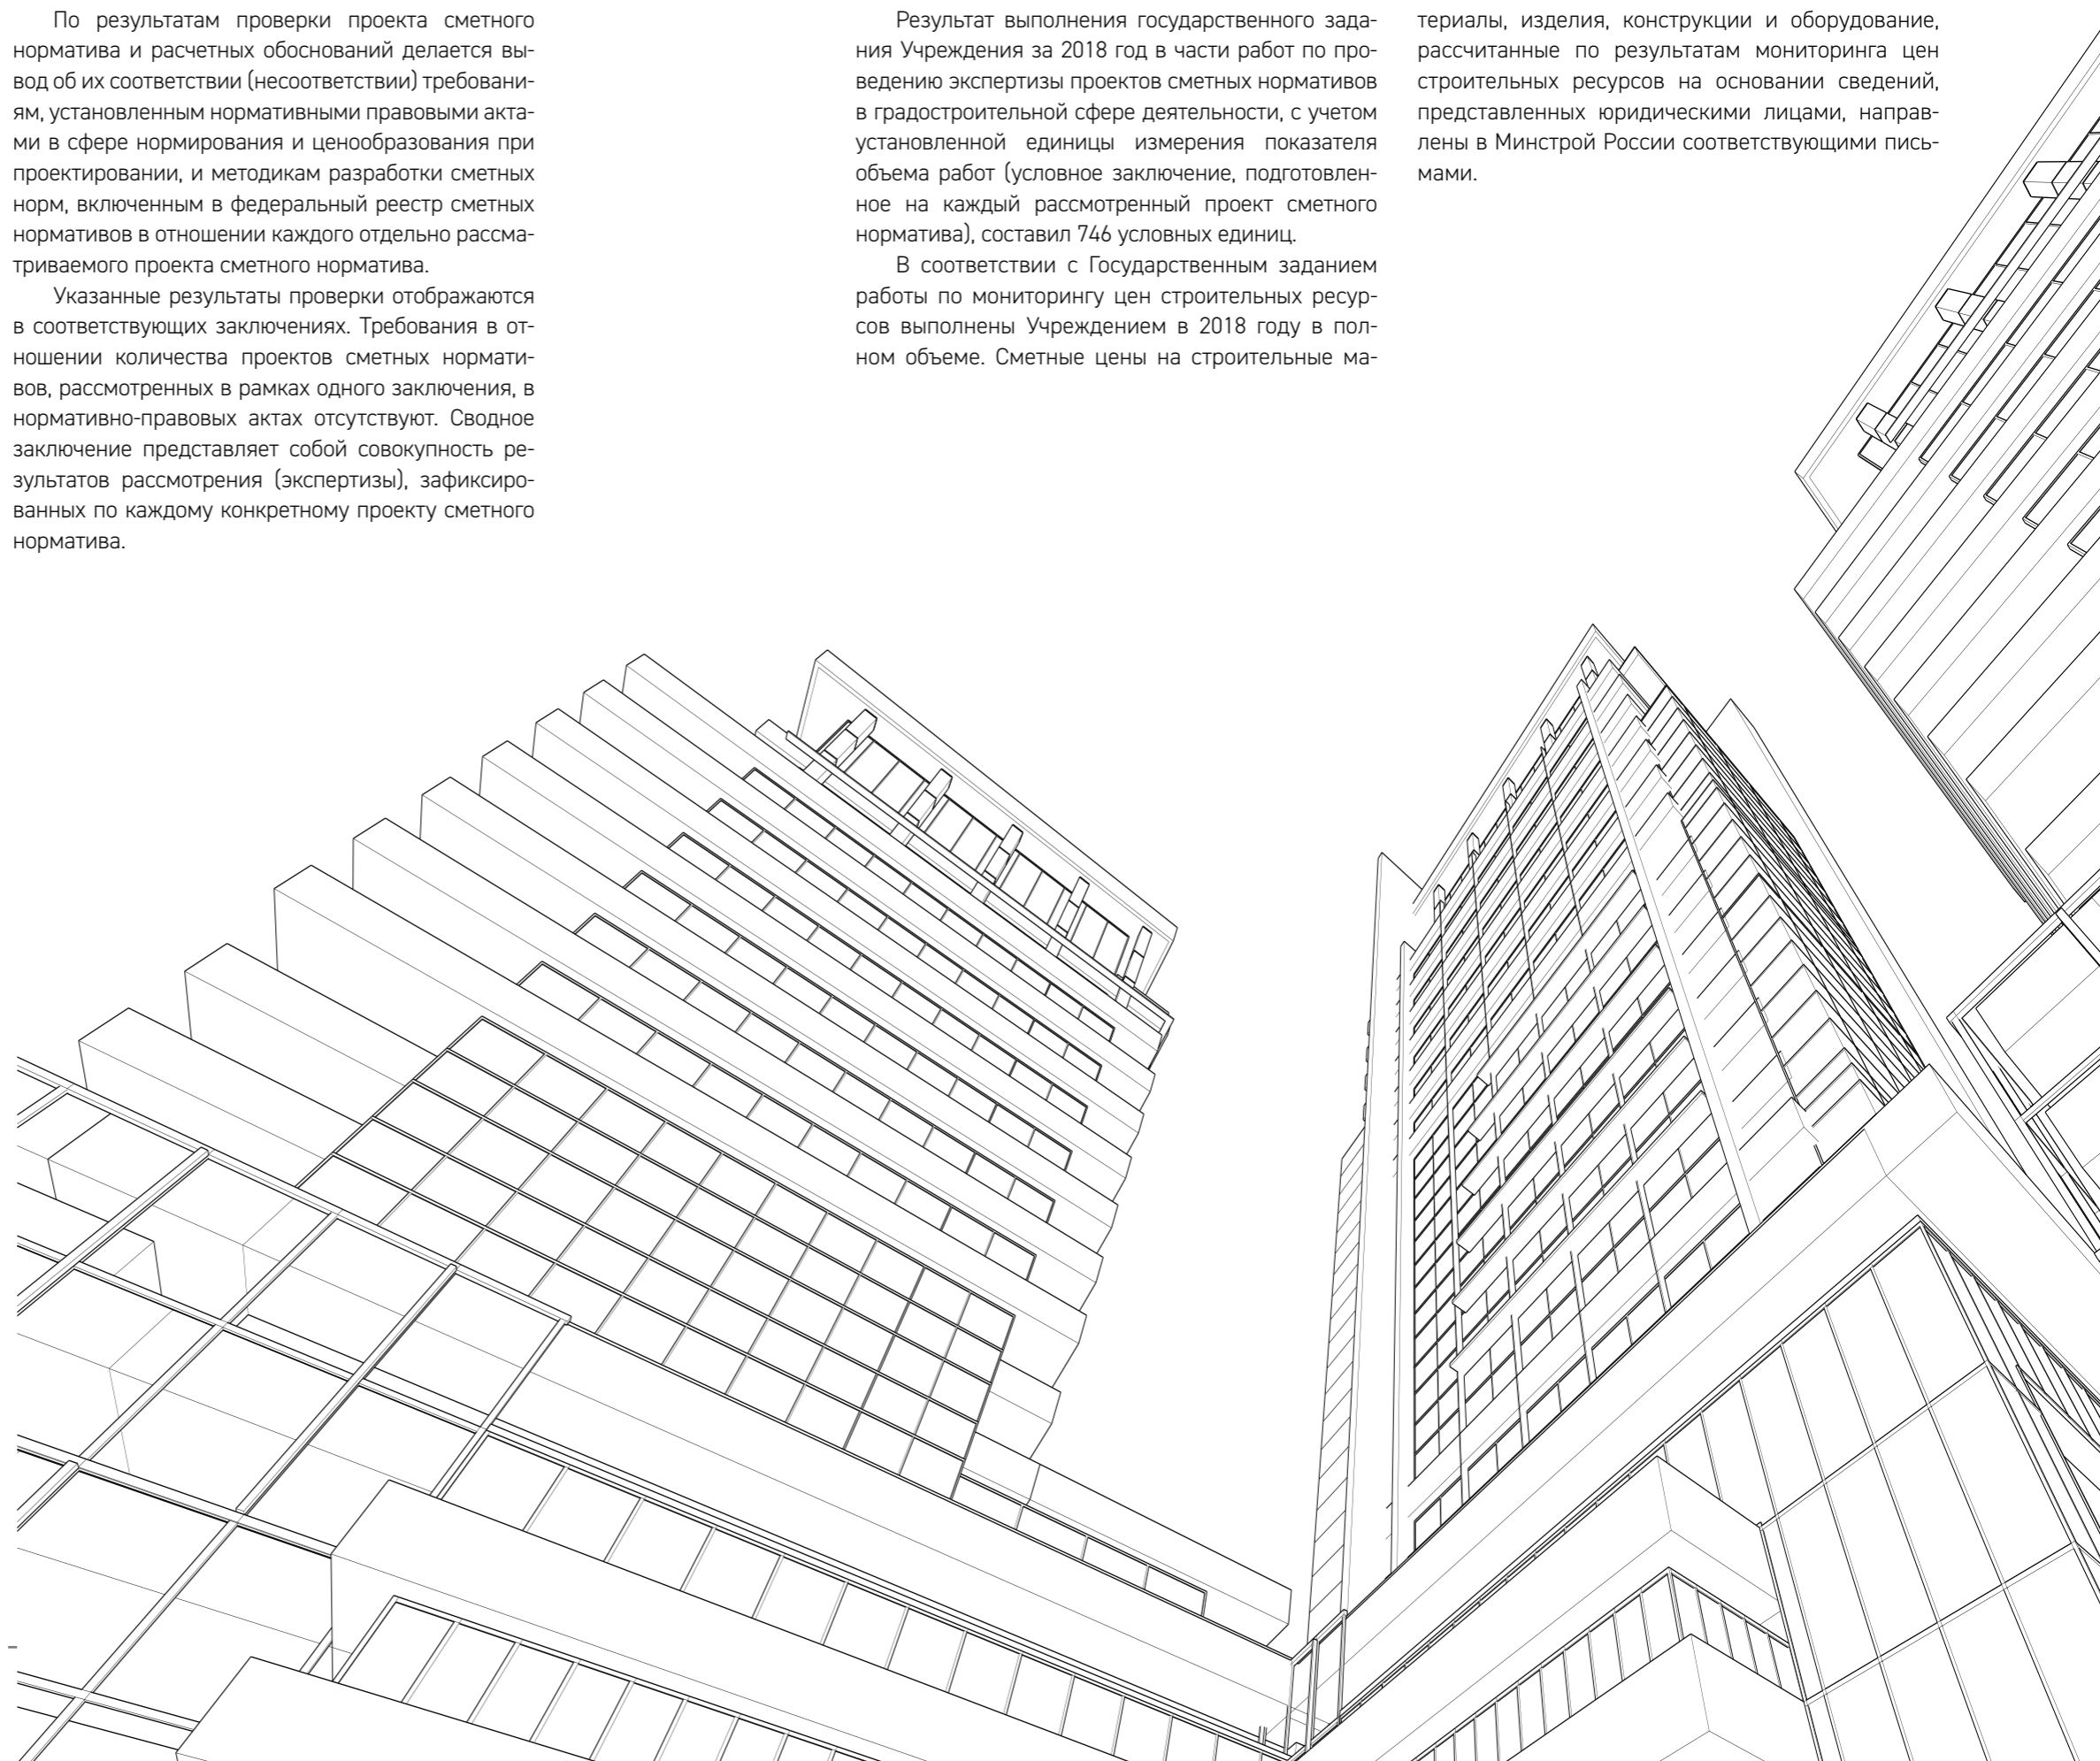 По результатам проверки проекта сметного
норматива и расчетных обоснований делается вы-
вод об их соответствии (несоответствии) требовани-
ям, установленным нормативными правовыми акта-
ми в сфере нормирования и ценообразования при
проектировании, и методикам разработки сметных
норм, включенным в федеральный реестр сметных
нормативов в отношении каждого отдельно рассма-
триваемого проекта сметного норматива.
Указанные результаты проверки отображаются
в соответствующих заключениях. Требования в от-
ношении количества проектов сметных нормати-
вов, рассмотренных в рамках одного заключения, в
нормативно-правовых актах отсутствуют. Сводное
заключение представляет собой совокупность ре-
зультатов рассмотрения (экспертизы), зафиксиро-
ванных по каждому конкретному проекту сметного
норматива.
Результат выполнения государственного зада-
ния Учреждения за 2018 год в части работ по про-
ведению экспертизы проектов сметных нормативов
в градостроительной сфере деятельности, с учетом
установленной единицы измерения показателя
объема работ (условное заключение, подготовлен-
ное на каждый рассмотренный проект сметного
норматива), составил 746 условных единиц.
В соответствии с Государственным заданием
работы по мониторингу цен строительных ресур-
сов выполнены Учреждением в 2018 году в пол-
ном объеме. Сметные цены на строительные ма-
териалы, изделия, конструкции и оборудование,
рассчитанные по результатам мониторинга цен
строительных ресурсов на основании сведений,
представленных юридическими лицами, направ-
лены в Минстрой России соответствующими пись-
мами.